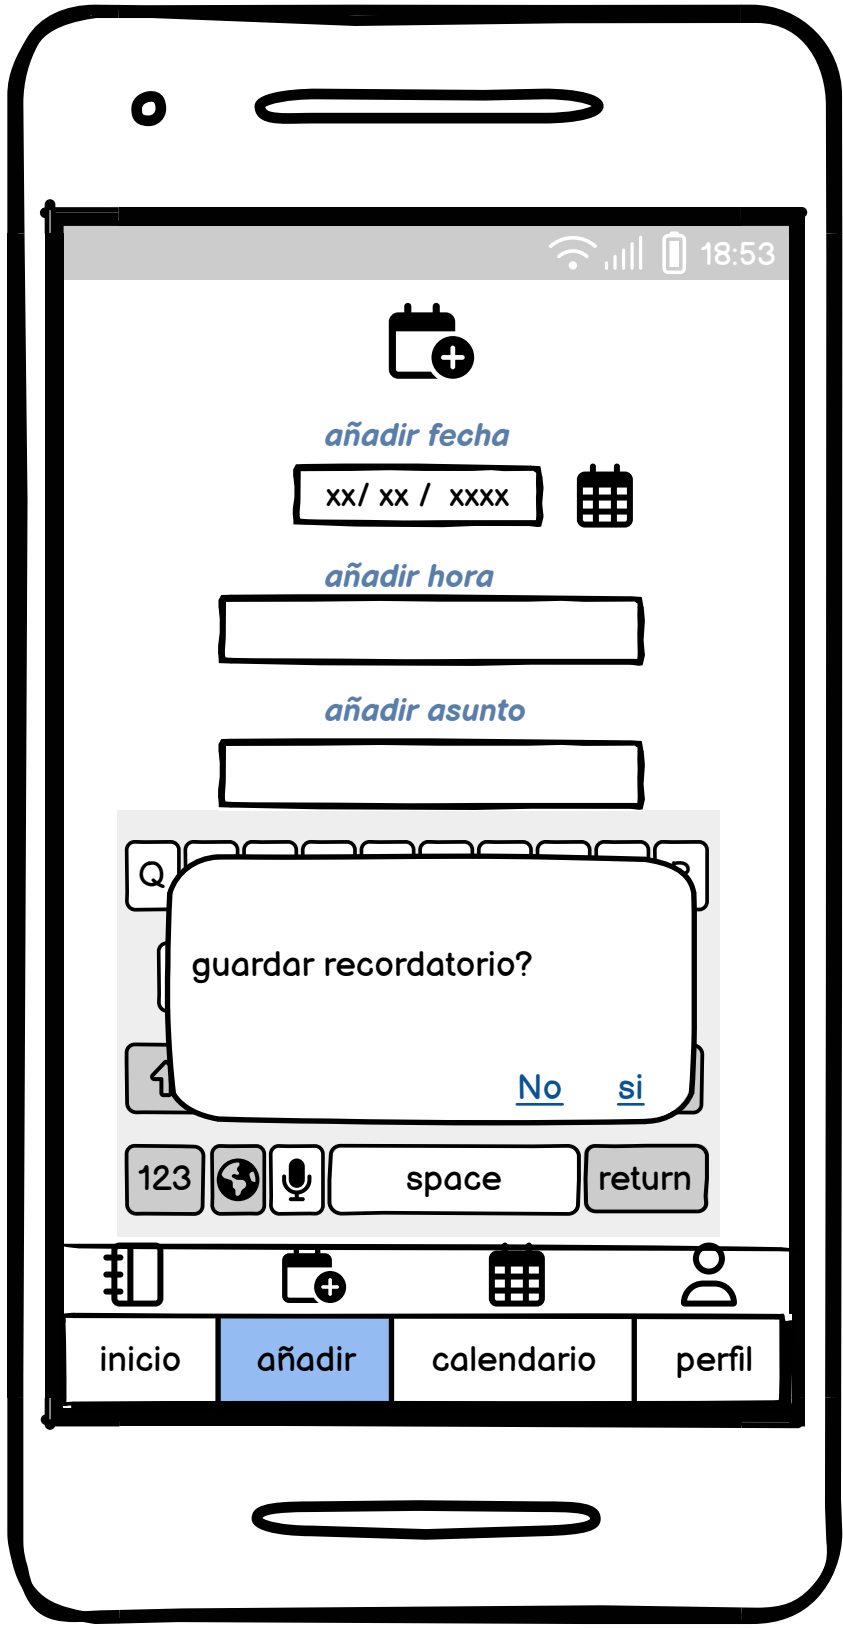 18:53
añadir fecha
xx/ xx / xxxx
añadir hora
añadir asunto
Q
guardar recordatorio?
No si
123 space return
inicio añadir calendario perfil